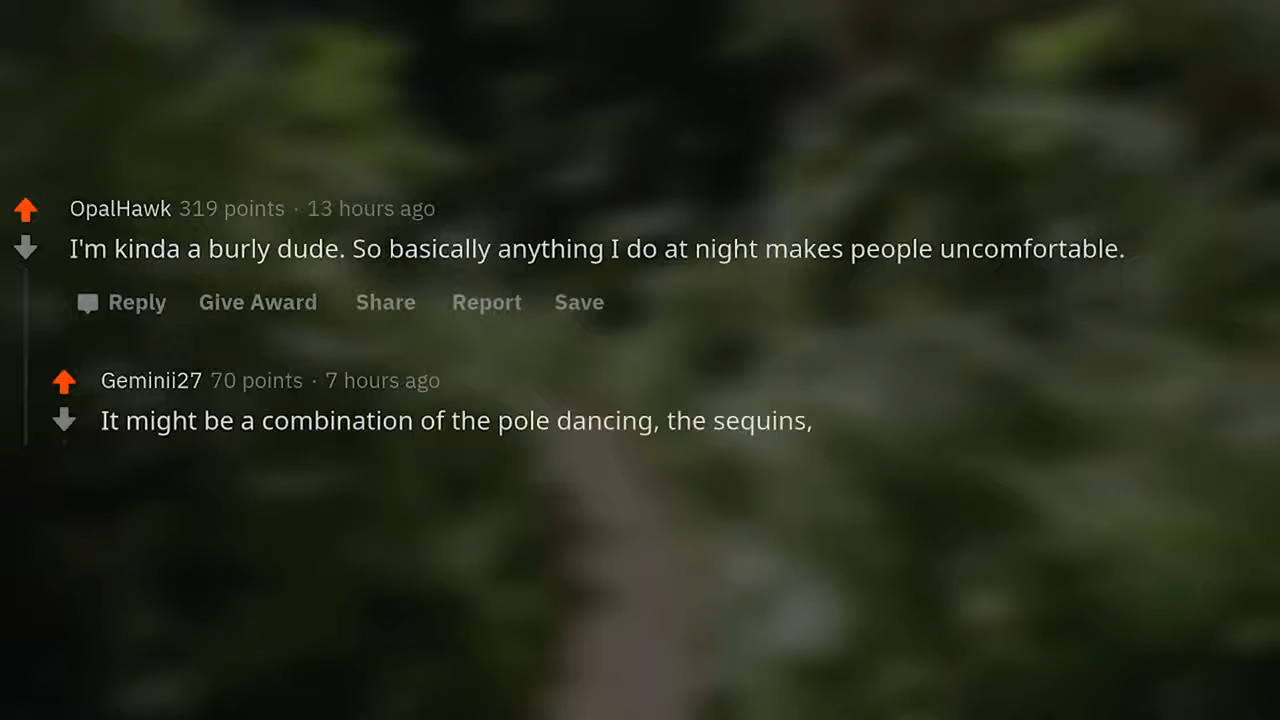 OpalHawk 319 points · 13 hours ago
I'm kinda a burly dude. So basically anything I do at night makes people uncomfortable.
Reply Give Award Share Report Save
Geminii27 70 points · 7 hours ago
It might be a combination of the pole dancing, the sequins,